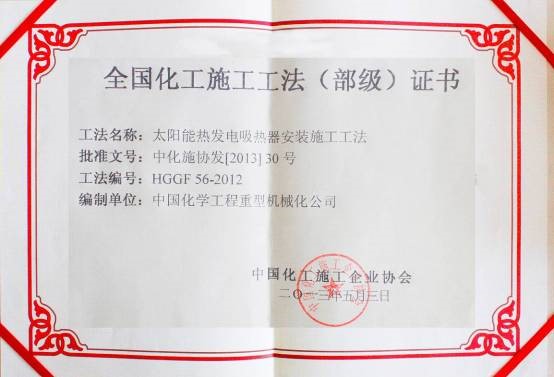 全国化工施工工法（部级）证书
工法名称：太阳能热发电吸热器安装施工工法
批准文号：中化施协发[2013] 30 号
工法编号：HGGF 56-2012
编制单位：中国化学工程重型机械化公司
中国化工施工企业协会
二〇一三年五月三日